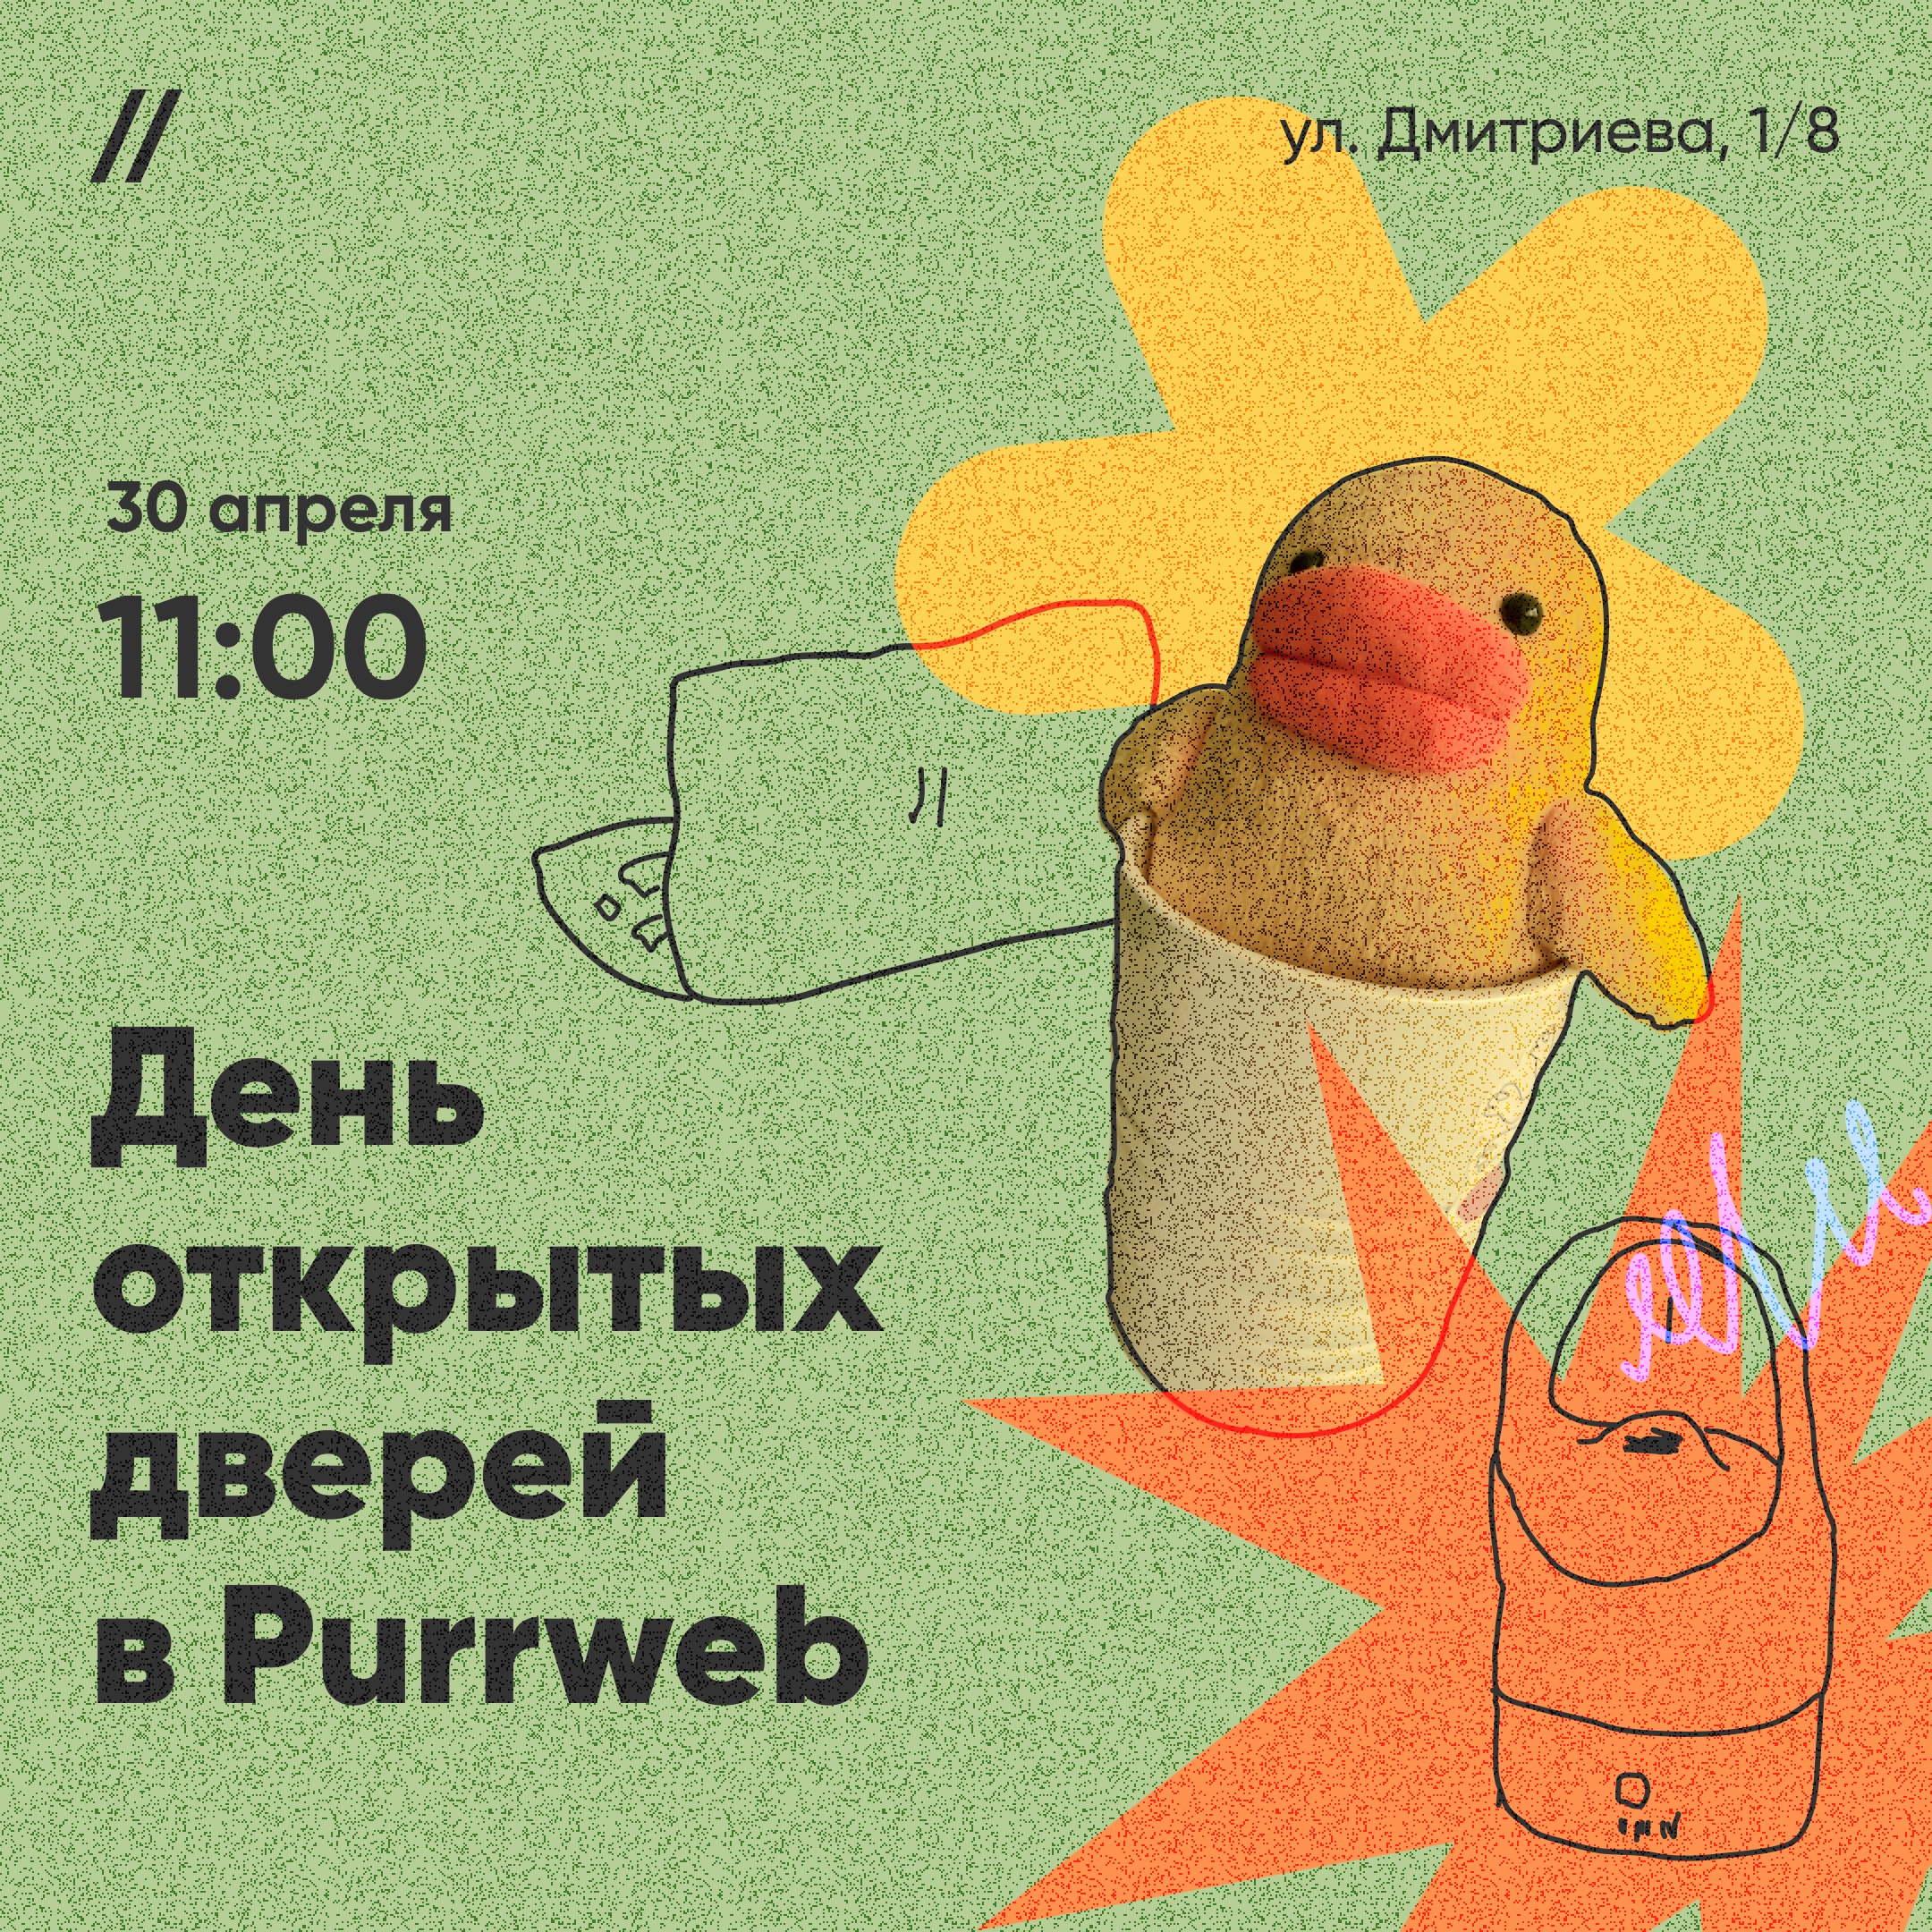 //
ул. Дмитриева, 1/8
30 апреля
11:00
День
открытых
дверей
в Purrweb